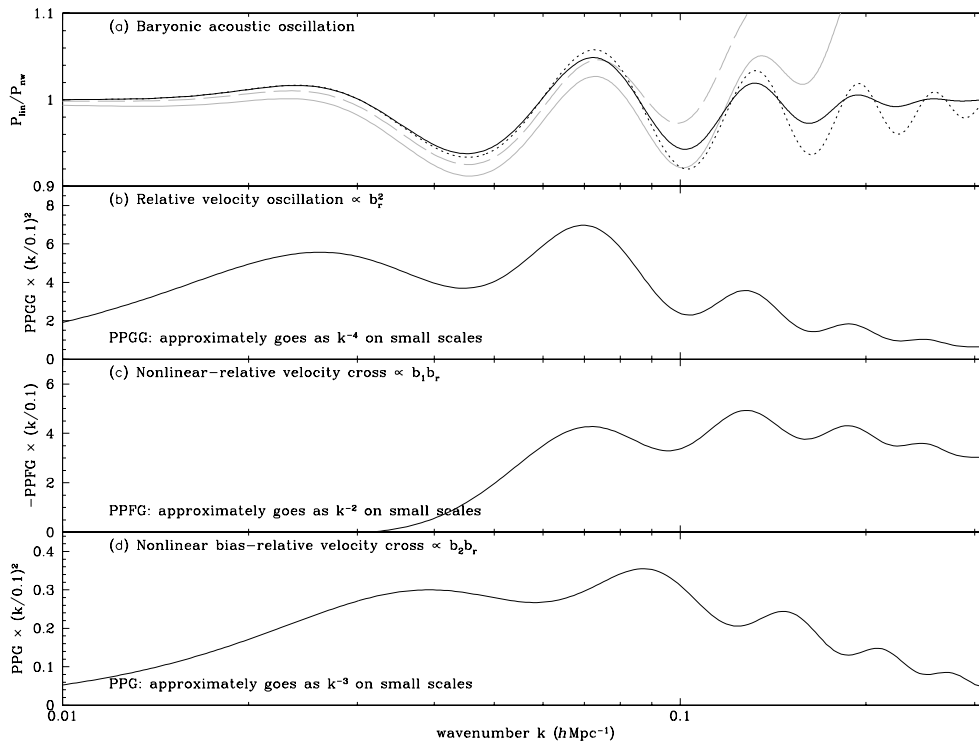 1.1
(a) Baryonic acoustic oscillation
P_lin/P_nw
1
0.9
(b) Relative velocity oscillation ∝ b_r²
8
6
4
2
0
PPGG × (k/0.1)²
PPGG: approximately goes as k⁻⁴ on small scales
(c) Nonlinear−relative velocity cross ∝ b₁b_r
6
4
2
0
−PPFG × (k/0.1)
PPFG: approximately goes as k⁻² on small scales
(d) Nonlinear bias−relative velocity cross ∝ b₂b_r
0.4
0.3
0.2
0.1
0
PPG × (k/0.1)²
PPG: approximately goes as k⁻³ on small scales
0.01
0.1
wavenumber k (hMpc⁻¹)